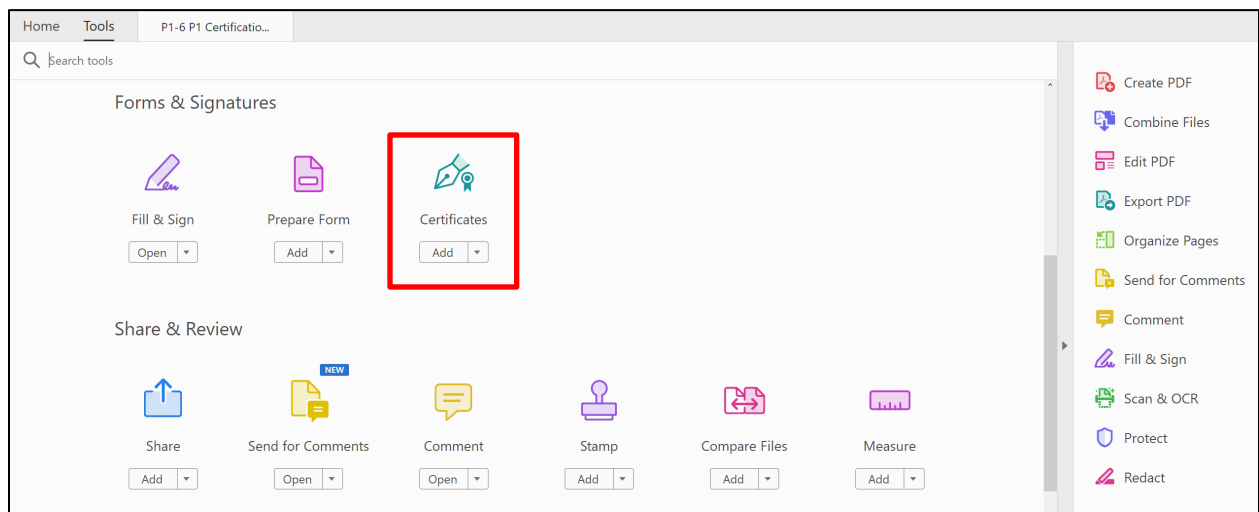 Home Tools P1-6 P1 Certificatio...
Search tools
Forms & Signatures
Fill & Sign Prepare Form Certificates
Open Add Add
Share & Review
NEW
Share Send for Comments Comment Stamp Compare Files Measure
Add Open Open Add Add Add
Create PDF
Combine Files
Edit PDF
Export PDF
Organize Pages
Send for Comments
Comment
Fill & Sign
Scan & OCR
Protect
Redact